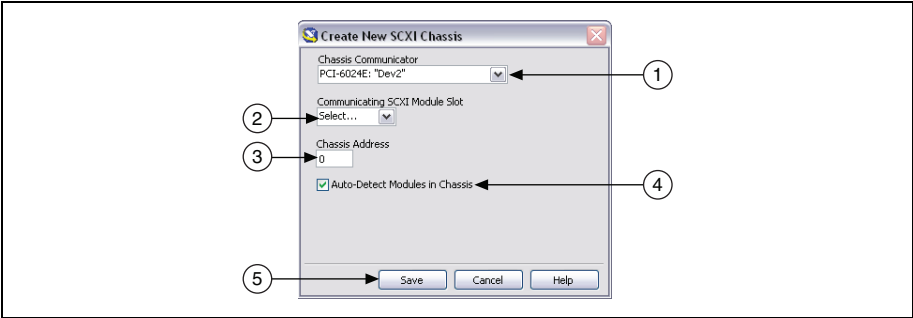 Create New SCXI Chassis
Chassis Communicator
PCI-6024E: "Dev2"
1
Communicating SCXI Module Slot
2
Select...
Chassis Address
3
0
Auto-Detect Modules in Chassis
4
5
Save Cancel Help